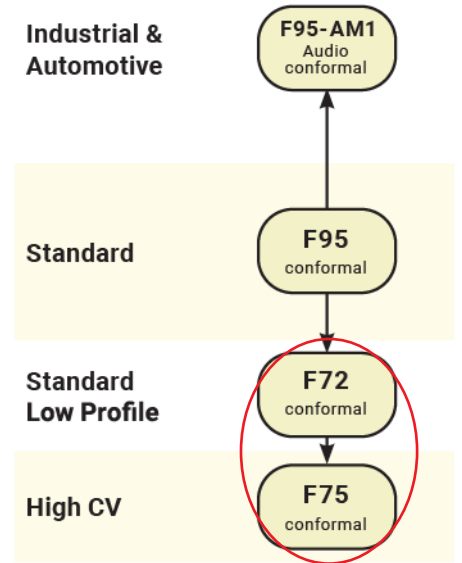 Industrial &
Automotive
F95-AM1
Audio
conformal
Standard
F95
conformal
Standard
Low Profile
F72
conformal
High CV
F75
conformal